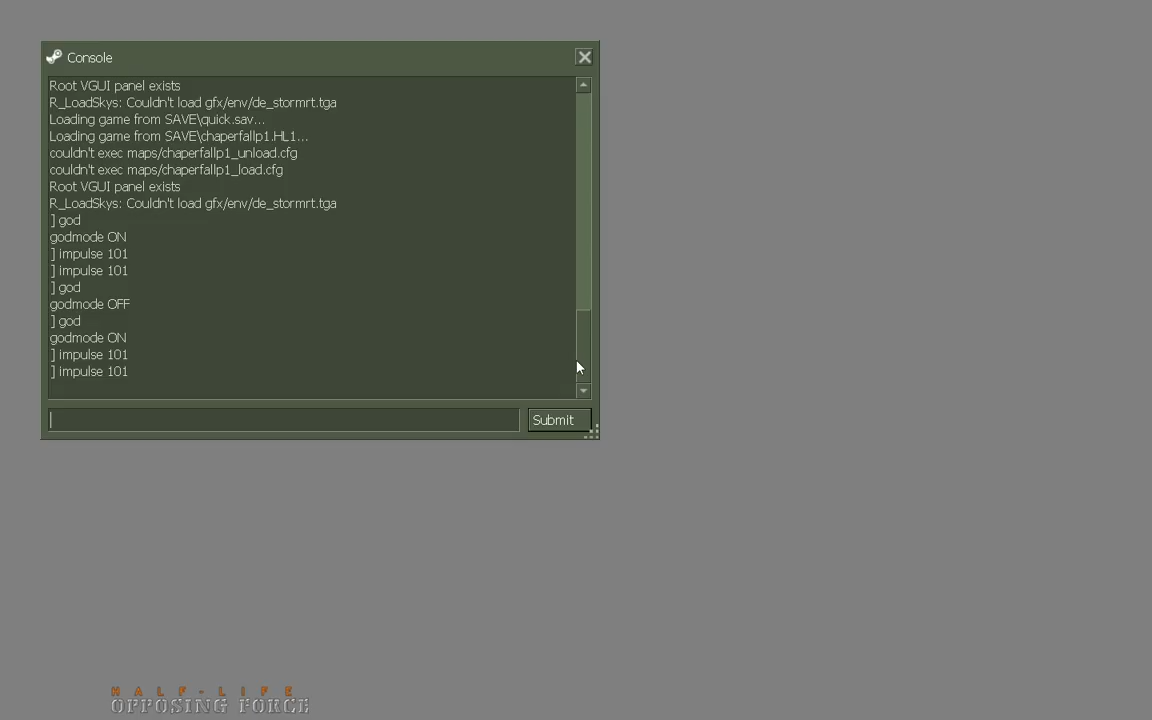 Console
Root VGUI panel exists
R_LoadSkys: Couldn't load gfx/env/de_stormrt.tga
Loading game from SAVE\quick.sav...
Loading game from SAVE\chaperfallp1.HL1...
couldn't exec maps/chaperfallp1_unload.cfg
couldn't exec maps/chaperfallp1_load.cfg
Root VGUI panel exists
R_LoadSkys: Couldn't load gfx/env/de_stormrt.tga
] god
godmode ON
] impulse 101
] impulse 101
] god
godmode OFF
] god
godmode ON
] impulse 101
] impulse 101
Submit
HALF-LIFE
OPPOSING FORCE